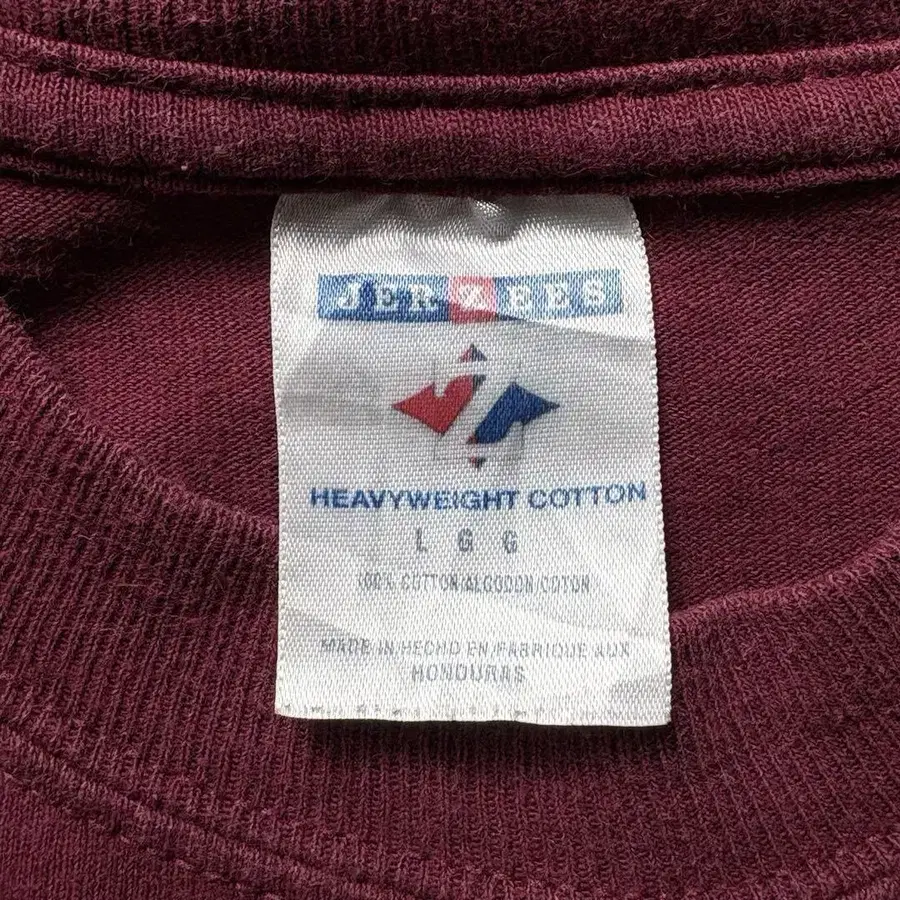 JERZEES
HEAVYWEIGHT COTTON
L G G
100% COTTON/ALGODON/COTON
MADE IN/HECHO EN/FABRIQUE AUX
HONDURAS